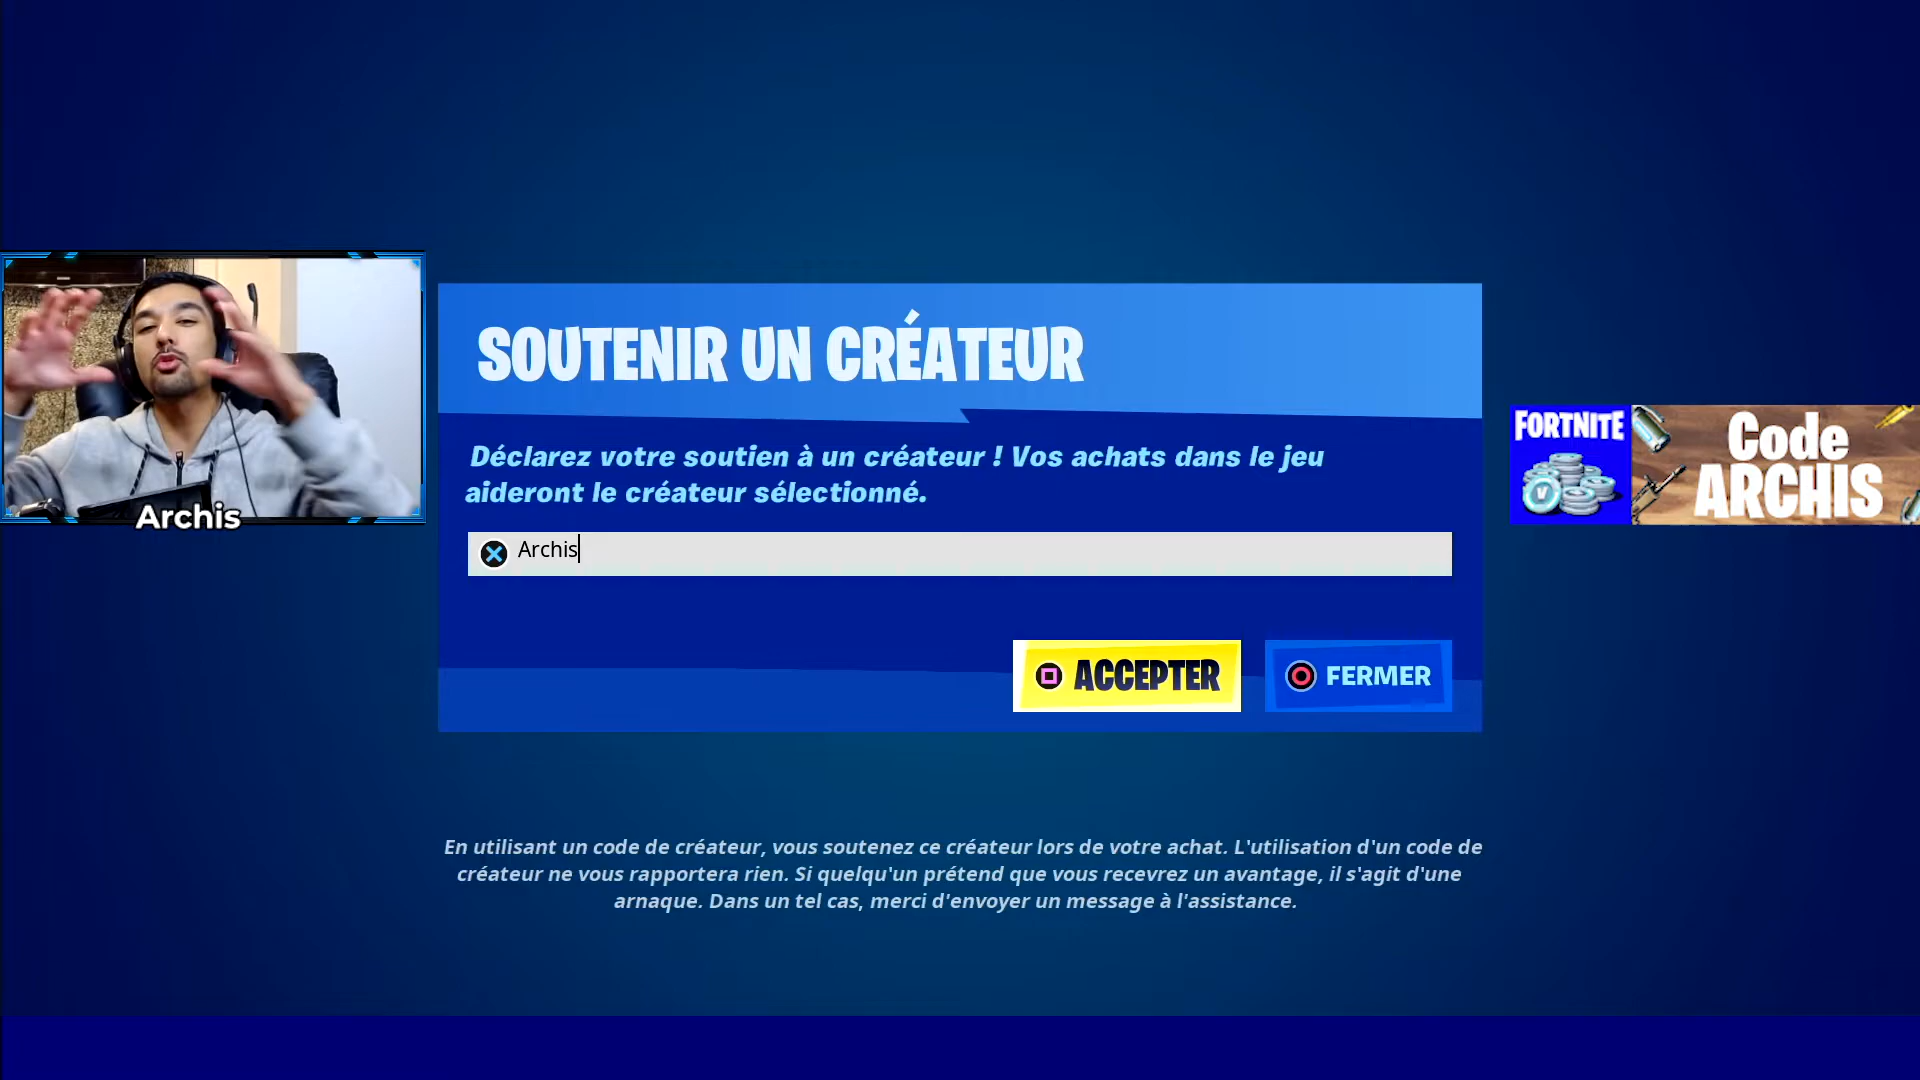 SOUTENIR UN CRÉATEUR
Déclarez votre soutien à un créateur ! Vos achats dans le jeu
aideront le créateur sélectionné.
Archis
ACCEPTER
FERMER
Archis
FORTNITE
V
Code
ARCHIS
En utilisant un code de créateur, vous soutenez ce créateur lors de votre achat. L'utilisation d'un code de
créateur ne vous rapportera rien. Si quelqu'un prétend que vous recevrez un avantage, il s'agit d'une
arnaque. Dans un tel cas, merci d'envoyer un message à l'assistance.